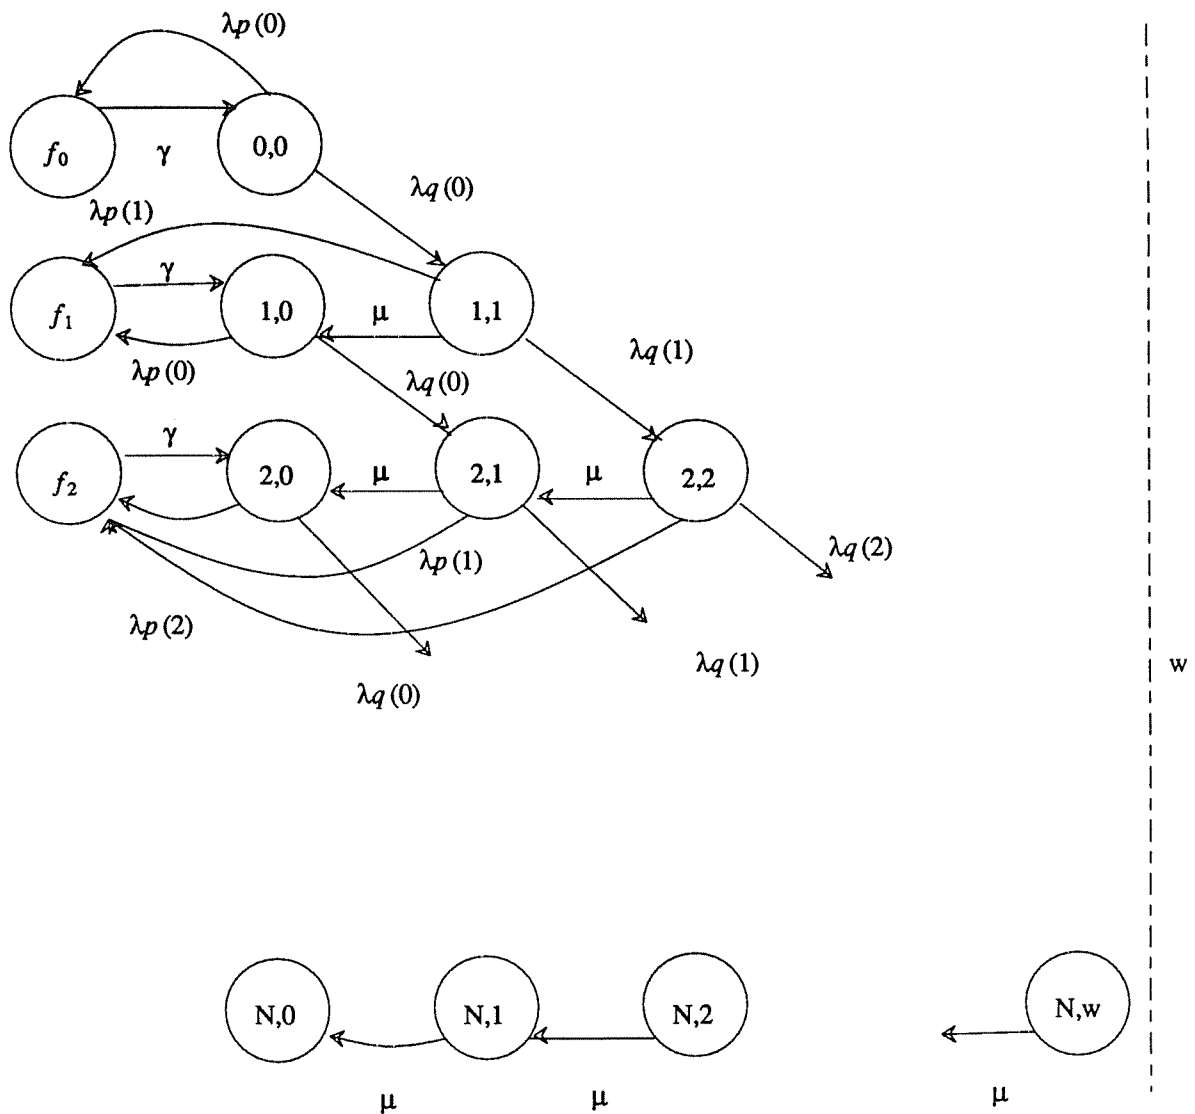 λp(0)
f₀
γ
0,0
λq(0)
λp(1)
γ
f₁
1,0
μ
1,1
λp(0)
λq(0)
λq(1)
γ
f₂
2,0
μ
2,1
μ
2,2
λp(1)
λq(2)
λp(2)
λq(0)
λq(1)
w
N,0
N,1
N,2
N,w
μ
μ
μ